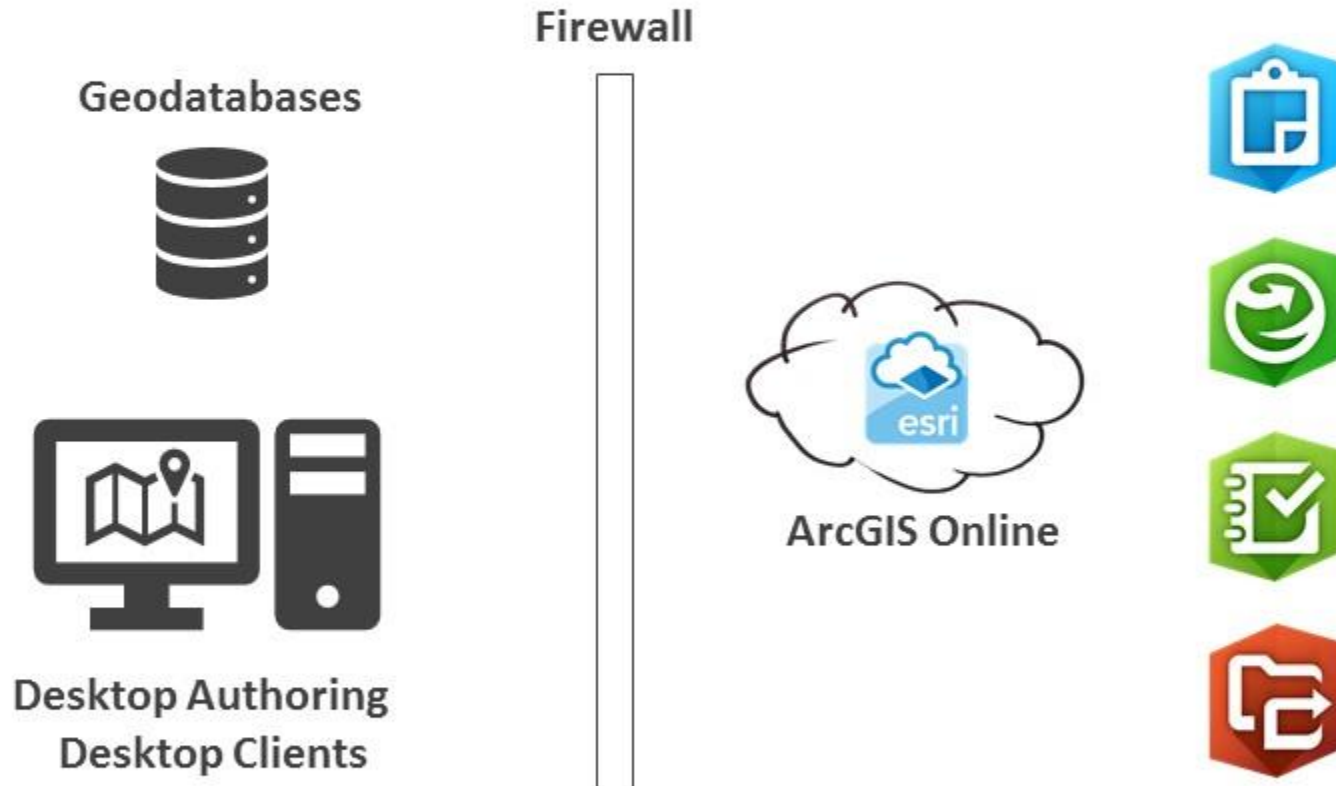 Firewall
Geodatabases
esri
ArcGIS Online
Desktop Authoring
Desktop Clients